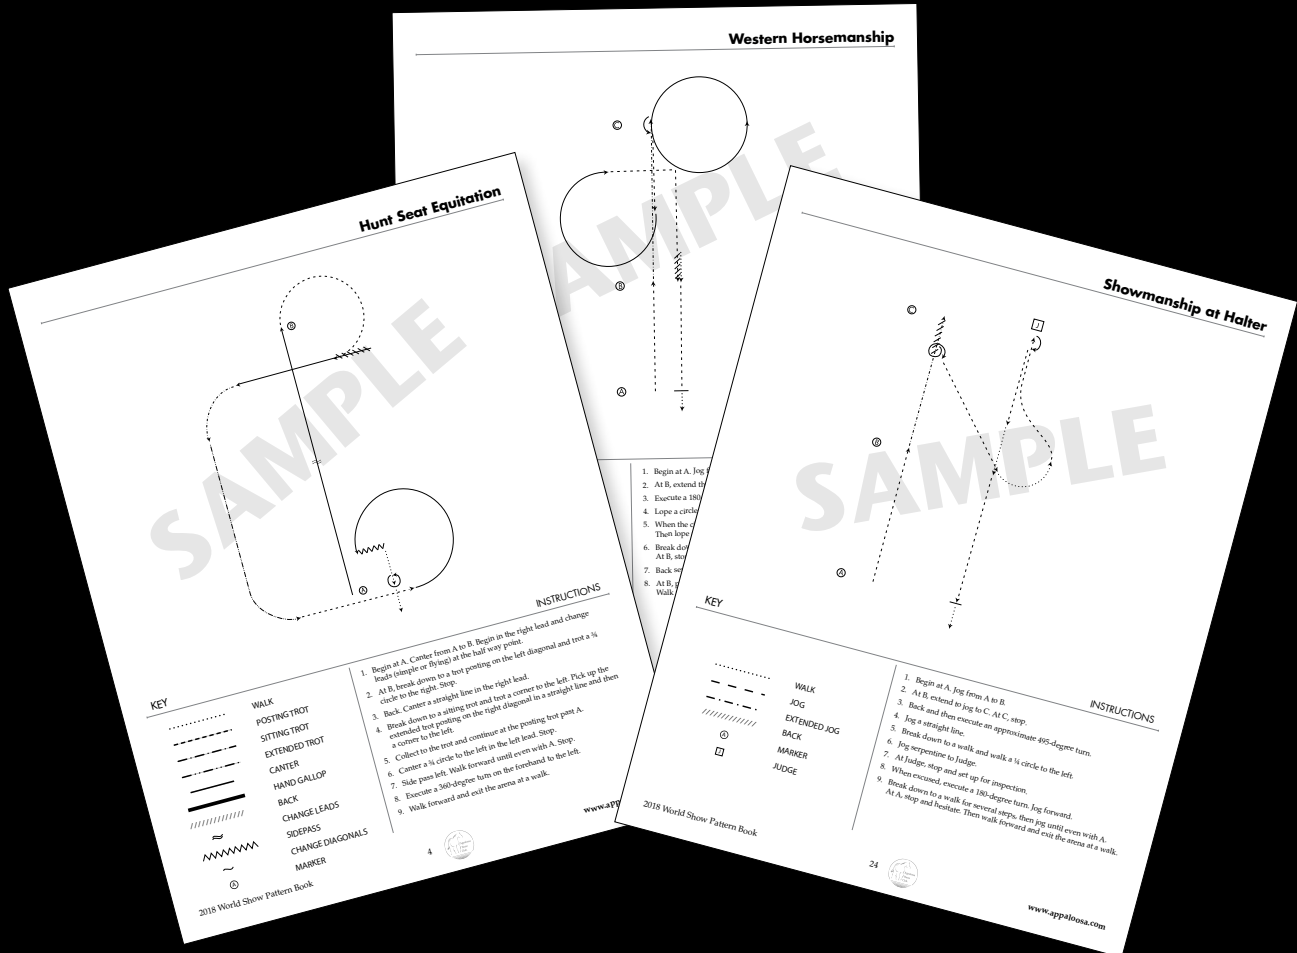 Western Horsemanship
C
SAMPLE
B
A
1. Begin at A. Jog
2. At B, extend th
3. Execute a 180
4. Lope a circle
5. When the c
Then lope
6. Break dow
At B, sto
7. Back se
8. At B, p
Walk
Hunt Seat Equitation
B
SAMPLE
A
KEY
INSTRUCTIONS
WALK
POSTING TROT
SITTING TROT
EXTENDED TROT
CANTER
HAND GALLOP
BACK
CHANGE LEADS
SIDEPASS
CHANGE DIAGONALS
A
MARKER
1. Begin at A. Canter from A to B. Begin in the right lead and change
leads (simple or flying) at the half way point.
2. At B, break down to a trot posting on the left diagonal and trot a ¾
circle to the right. Stop.
3. Back. Canter a straight line in the right lead.
4. Break down to a sitting trot and trot a corner to the left. Pick up the
extended trot posting on the right diagonal in a straight line and then
a corner to the left.
5. Collect to the trot and continue at the posting trot past A.
6. Canter a ¾ circle to the left in the left lead. Stop.
7. Side pass left. Walk forward until even with A. Stop.
8. Execute a 360-degree turn on the forehand to the left.
9. Walk forward and exit the arena at a walk.
2018 World Show Pattern Book
4
www.app
Showmanship at Halter
C
J
B
SAMPLE
A
KEY
INSTRUCTIONS
WALK
JOG
EXTENDED JOG
BACK
A
MARKER
J
JUDGE
1. Begin at A. Jog from A to B.
2. At B, extend to jog to C. At C, stop.
3. Back and then execute an approximate 495-degree turn.
4. Jog a straight line.
5. Break down to a walk and walk a ¼ circle to the left.
6. Jog serpentine to Judge.
7. At Judge, stop and set up for inspection.
8. When excused, execute a 180-degree turn. Jog forward.
9. Break down to a walk for several steps, then jog until even with A.
At A, stop and hesitate. Then walk forward and exit the arena at a walk.
2018 World Show Pattern Book
24
www.appaloosa.com